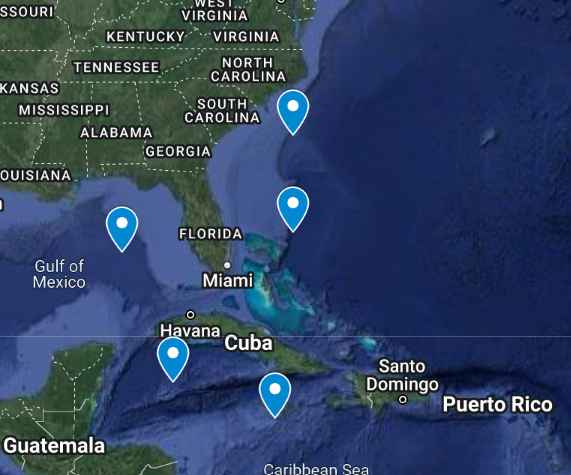 WEST
SSOURI
VIRGINIA
KENTUCKY
VIRGINIA
TENNESSEE
NORTH
CAROLINA
KANSAS
MISSISSIPPI
SOUTH
CAROLINA
ALABAMA
GEORGIA
OUISIANA
FLORIDA
Gulf of
Mexico
Miami
Havana
Cuba
Santo
Domingo
Puerto Rico
Guatemala
Caribbean Sea